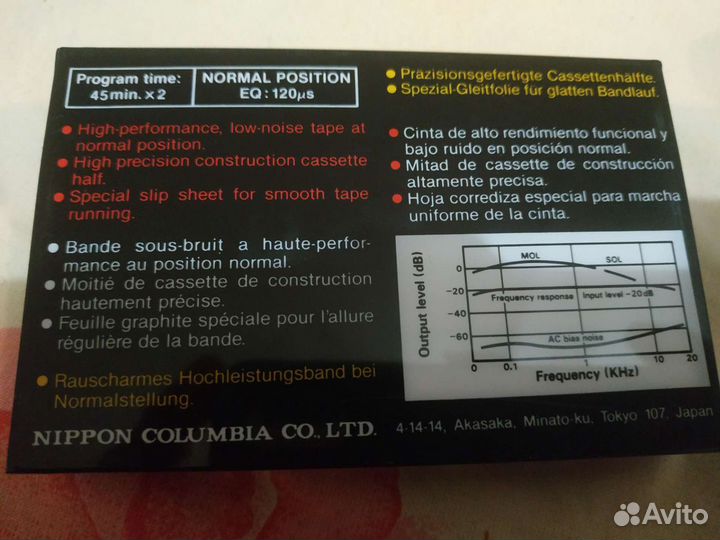 Program time:
45min. × 2
NORMAL POSITION
EQ : 120μs
• High-performance, low-noise tape at
normal position.
• High precision construction cassette
half.
• Special slip sheet for smooth tape
running.
• Bande sous-bruit a haute-perfor-
mance au position normal.
• Moitié de cassette de construction
hautement précise.
• Feuille graphite spéciale pour l'allure
régulière de la bande.
• Rauscharmes Hochleistungsband bei
Normalstellung.
• Präzisionsgefertigte Cassettenhälfte.
• Spezial-Gleitfolie für glatten Bandlauf.
• Cinta de alto rendimiento funcional y
bajo ruido en posición normal.
• Mitad de cassette de construcción
altamente precisa.
• Hoja corrediza especial para marcha
uniforme de la cinta.
Output level (dB)
0
-20
-40
-60
MOL
SOL
Frequency response
Input level -20dB
AC bias noise
0 0.1 1 10 20
Frequency (KHz)
NIPPON COLUMBIA CO., LTD. 4-14-14, Akasaka, Minato-ku, Tokyo 107, Japan
Avito